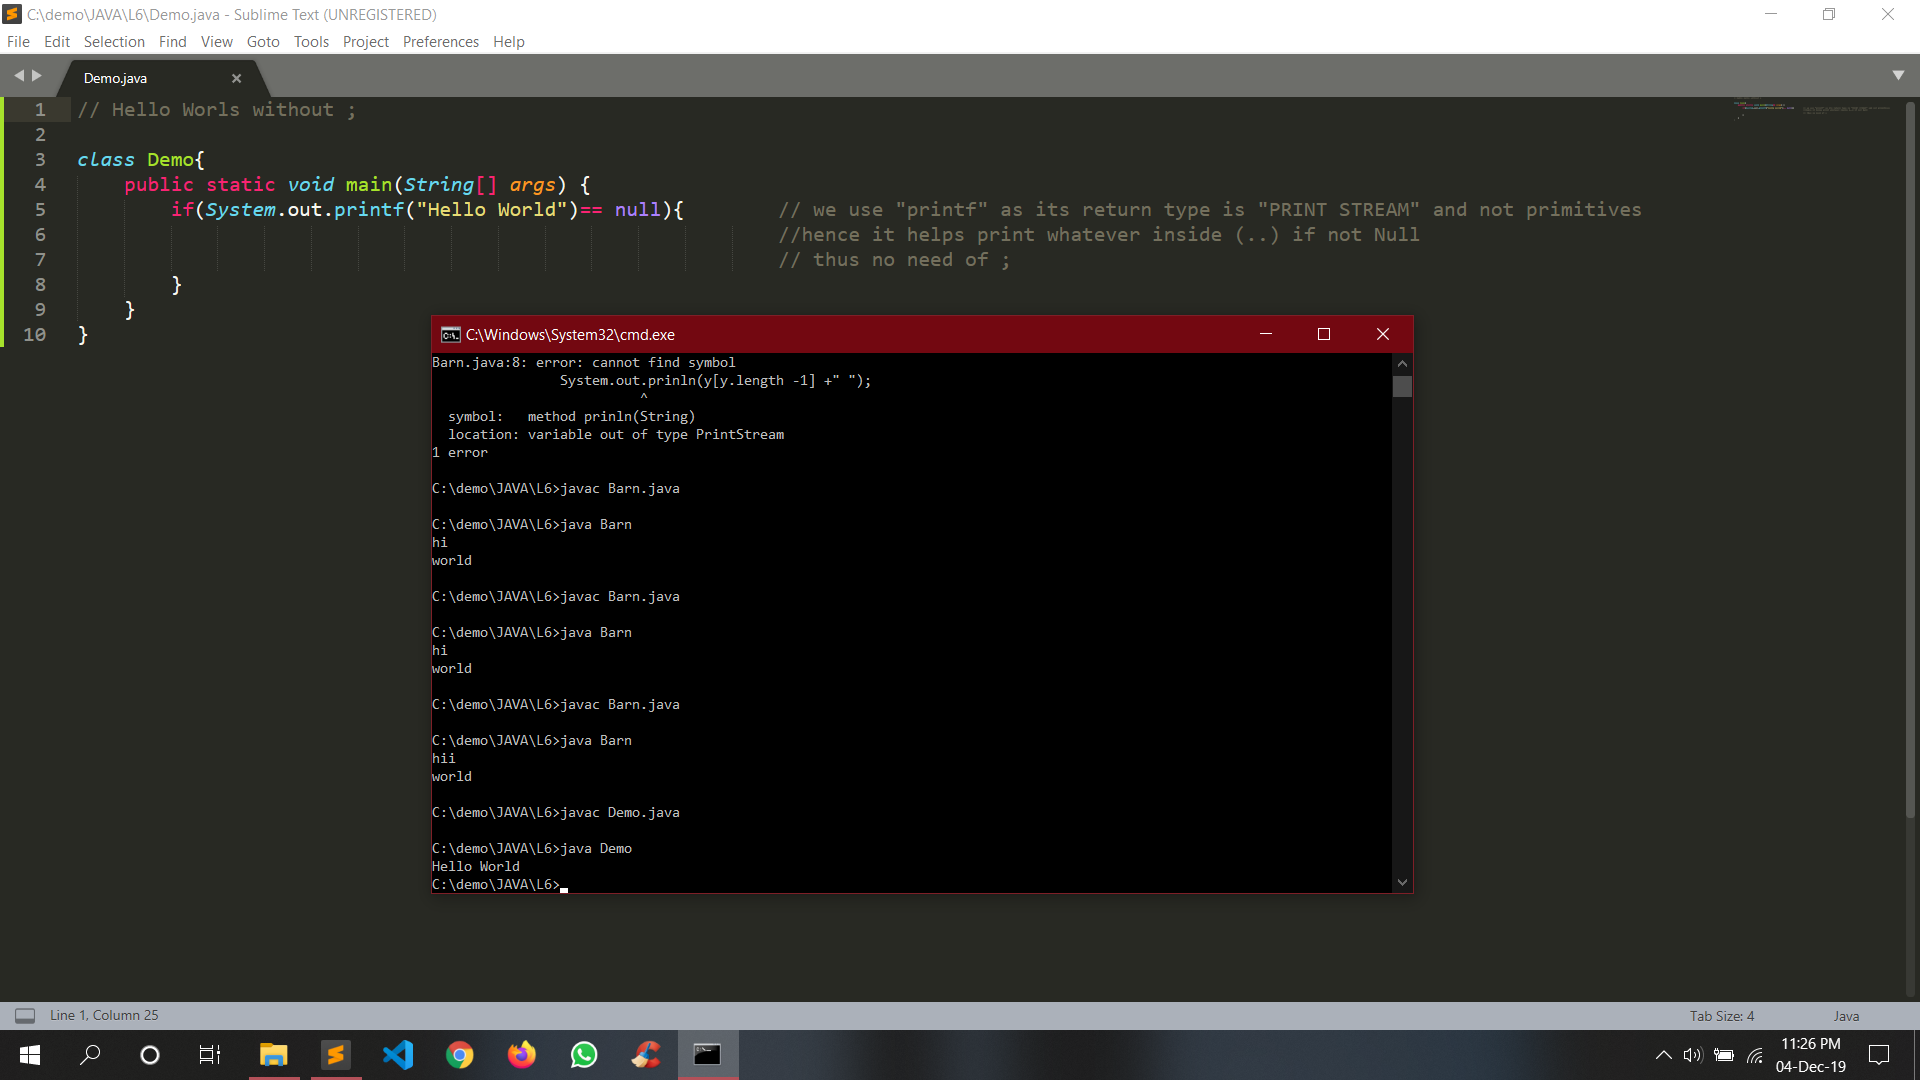 C:\demo\JAVA\L6\Demo.java - Sublime Text (UNREGISTERED)
File Edit Selection Find View Goto Tools Project Preferences Help
Demo.java
1 // Hello Worls without ;
2
3 class Demo{
4 public static void main(String[] args) {
5 if(System.out.printf("Hello World")== null){ // we use "printf" as its return type is "PRINT STREAM" and not primitives
6 //hence it helps print whatever inside (..) if not Null
7 // thus no need of ;
8 }
9 }
10 }
C:\Windows\System32\cmd.exe
Barn.java:8: error: cannot find symbol
System.out.prinln(y[y.length -1] +" ");
^
symbol: method prinln(String)
location: variable out of type PrintStream
1 error
C:\demo\JAVA\L6>javac Barn.java
C:\demo\JAVA\L6>java Barn
hi
world
C:\demo\JAVA\L6>javac Barn.java
C:\demo\JAVA\L6>java Barn
hi
world
C:\demo\JAVA\L6>javac Barn.java
C:\demo\JAVA\L6>java Barn
hii
world
C:\demo\JAVA\L6>javac Demo.java
C:\demo\JAVA\L6>java Demo
Hello World
C:\demo\JAVA\L6>
Line 1, Column 25
Tab Size: 4
Java
11:26 PM
04-Dec-19